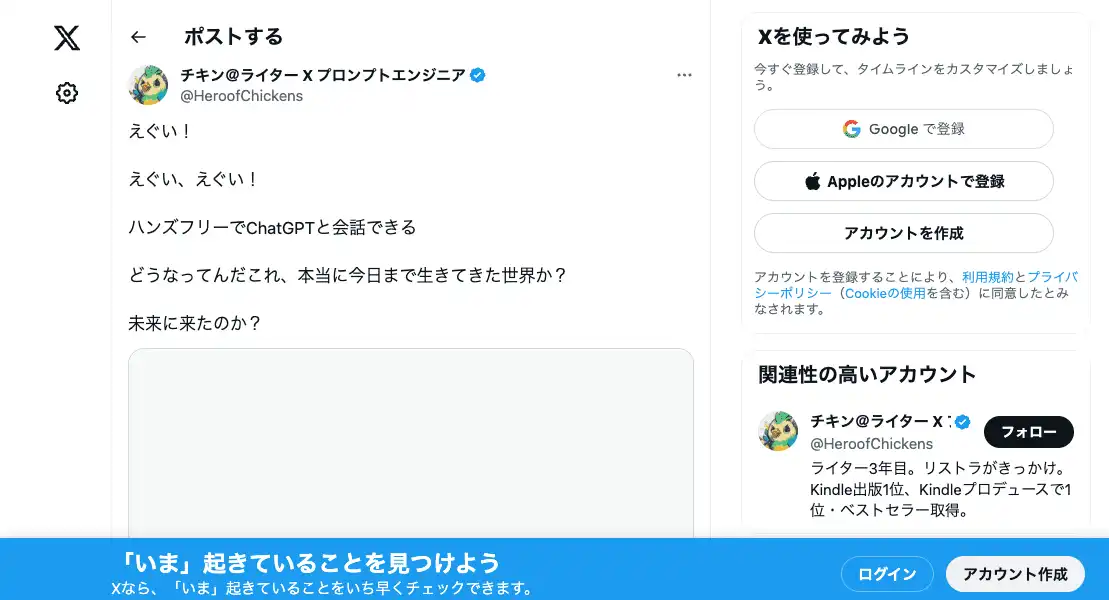 ポストする
チキン＠ライター X プロンプトエンジニア
@HeroofChickens
えぐい！
えぐい、えぐい！
ハンズフリーでChatGPTと会話できる
どうなってんだこれ、本当に今日まで生きてきた世界か？
未来に来たのか？
Xを使ってみよう
今すぐ登録して、タイムラインをカスタマイズしましょ
う。
Google で登録
Appleのアカウントで登録
アカウントを作成
アカウントを登録することにより、利用規約とプライバ
シーポリシー（Cookieの使用を含む）に同意したとみ
なされます。
関連性の高いアカウント
チキン＠ライター X
@HeroofChickens
フォロー
ライター3年目。リストラがきっかけ。
Kindle出版1位、Kindleプロデュースで1
位・ベストセラー取得。
「いま」起きていることを見つけよう
Xなら、「いま」起きていることをいち早くチェックできます。
ログイン
アカウント作成